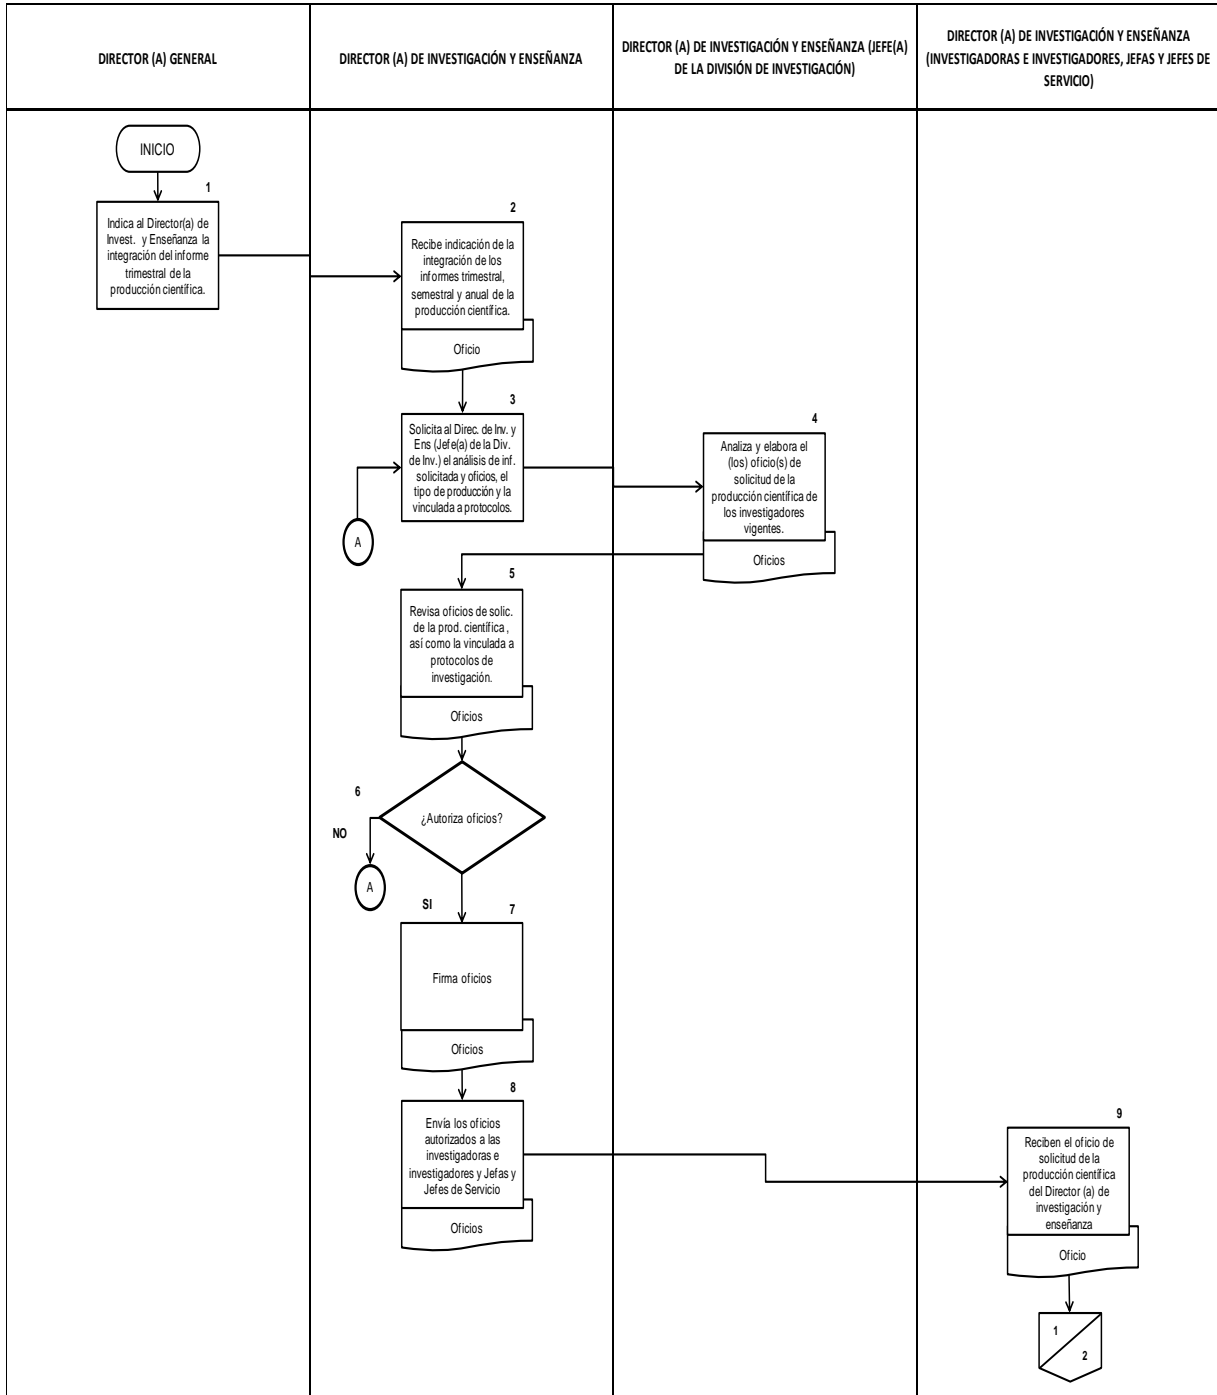 DIRECTOR (A) GENERAL
DIRECTOR (A) DE INVESTIGACIÓN Y ENSEÑANZA
DIRECTOR (A) DE INVESTIGACIÓN Y ENSEÑANZA (JEFE(A)
DE LA DIVISIÓN DE INVESTIGACIÓN)
DIRECTOR (A) DE INVESTIGACIÓN Y ENSEÑANZA
(INVESTIGADORAS E INVESTIGADORES, JEFAS Y JEFES DE
SERVICIO)
INICIO
1
Indica al Director(a) de
Invest. y Enseñanza la
integración del informe
trimestral de la
producción científica.
2
Recibe indicación de la
integración de los
informes trimestral,
semestral y anual de la
producción científica.
Oficio
3
Solicita al Direc. de Inv. y
Ens (Jefe(a) de la Div.
de Inv.) el análisis de inf.
solicitada y oficios, el
tipo de producción y la
vinculada a protocolos.
A
4
Analiza y elabora el
(los) oficio(s) de
solicitud de la
producción científica de
los investigadores
vigentes.
Oficios
5
Revisa oficios de solic.
de la prod. científica ,
así como la vinculada a
protocolos de
investigación.
Oficios
6
¿Autoriza oficios?
NO
A
SI
7
Firma oficios
Oficios
8
Envía los oficios
autorizados a las
investigadoras e
investigadores y Jefas y
Jefes de Servicio
Oficios
9
Reciben el oficio de
solicitud de la
producción científica
del Director (a) de
investigación y
enseñanza
Oficio
1
2